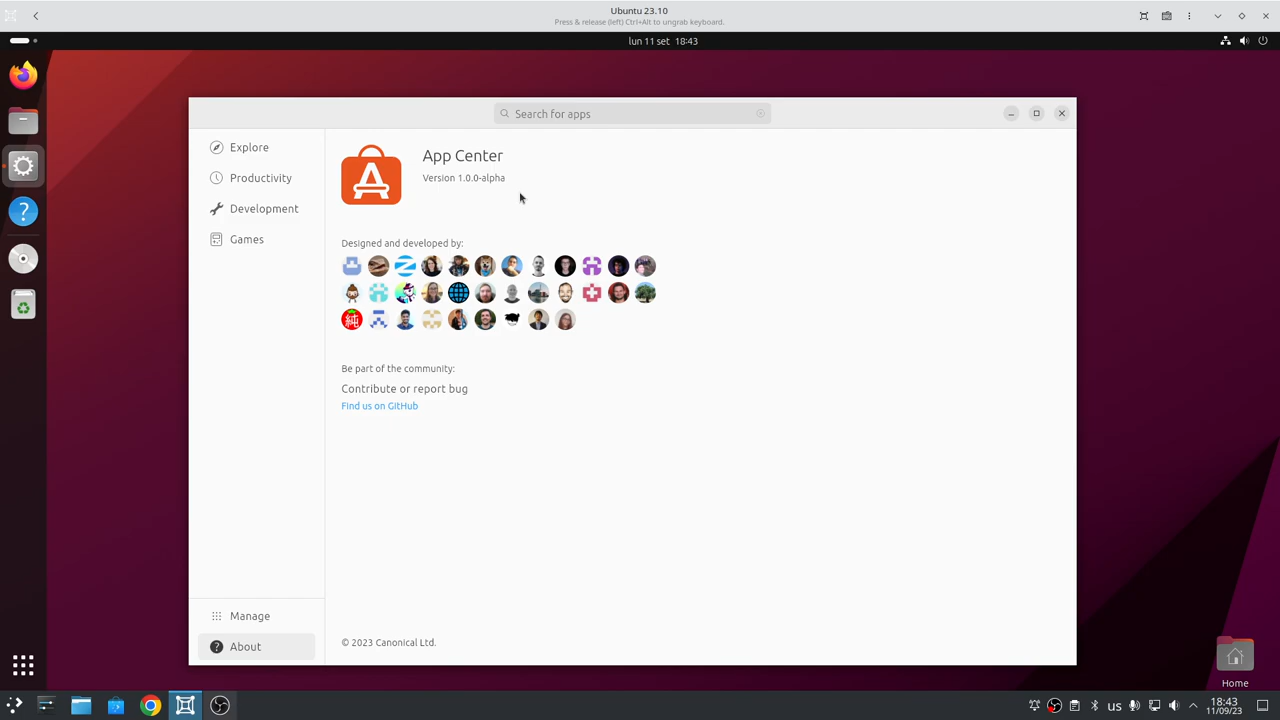 Ubuntu 23.10
Press & release (left) Ctrl+Alt to ungrab keyboard.
lun 11 set 18:43
Search for apps
Explore
Productivity
Development
Games
App Center
Version 1.0.0-alpha
Designed and developed by:
純
Be part of the community:
Contribute or report bug
Find us on GitHub
Manage
About
© 2023 Canonical Ltd.
Home
us
18:43
11/09/23